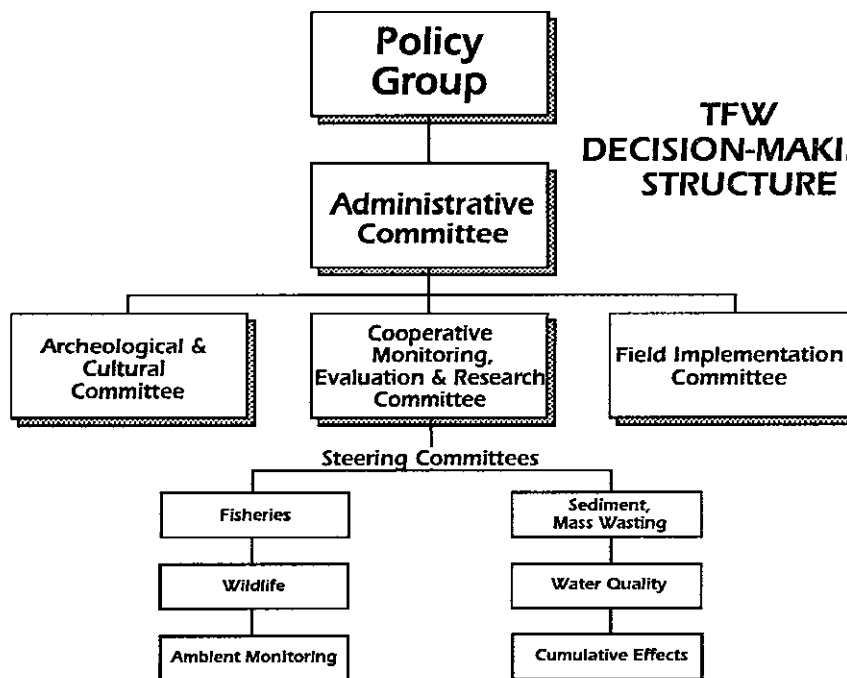 Policy
Group
TFW
DECISION-MAKI
STRUCTURE
Administrative
Committee
Archeological &
Cultural
Committee
Cooperative
Monitoring,
Evaluation & Research
Committee
Field Implementation
Committee
Steering Committees
Fisheries
Sediment,
Mass Wasting
Wildlife
Water Quality
Ambient Monitoring
Cumulative Effects